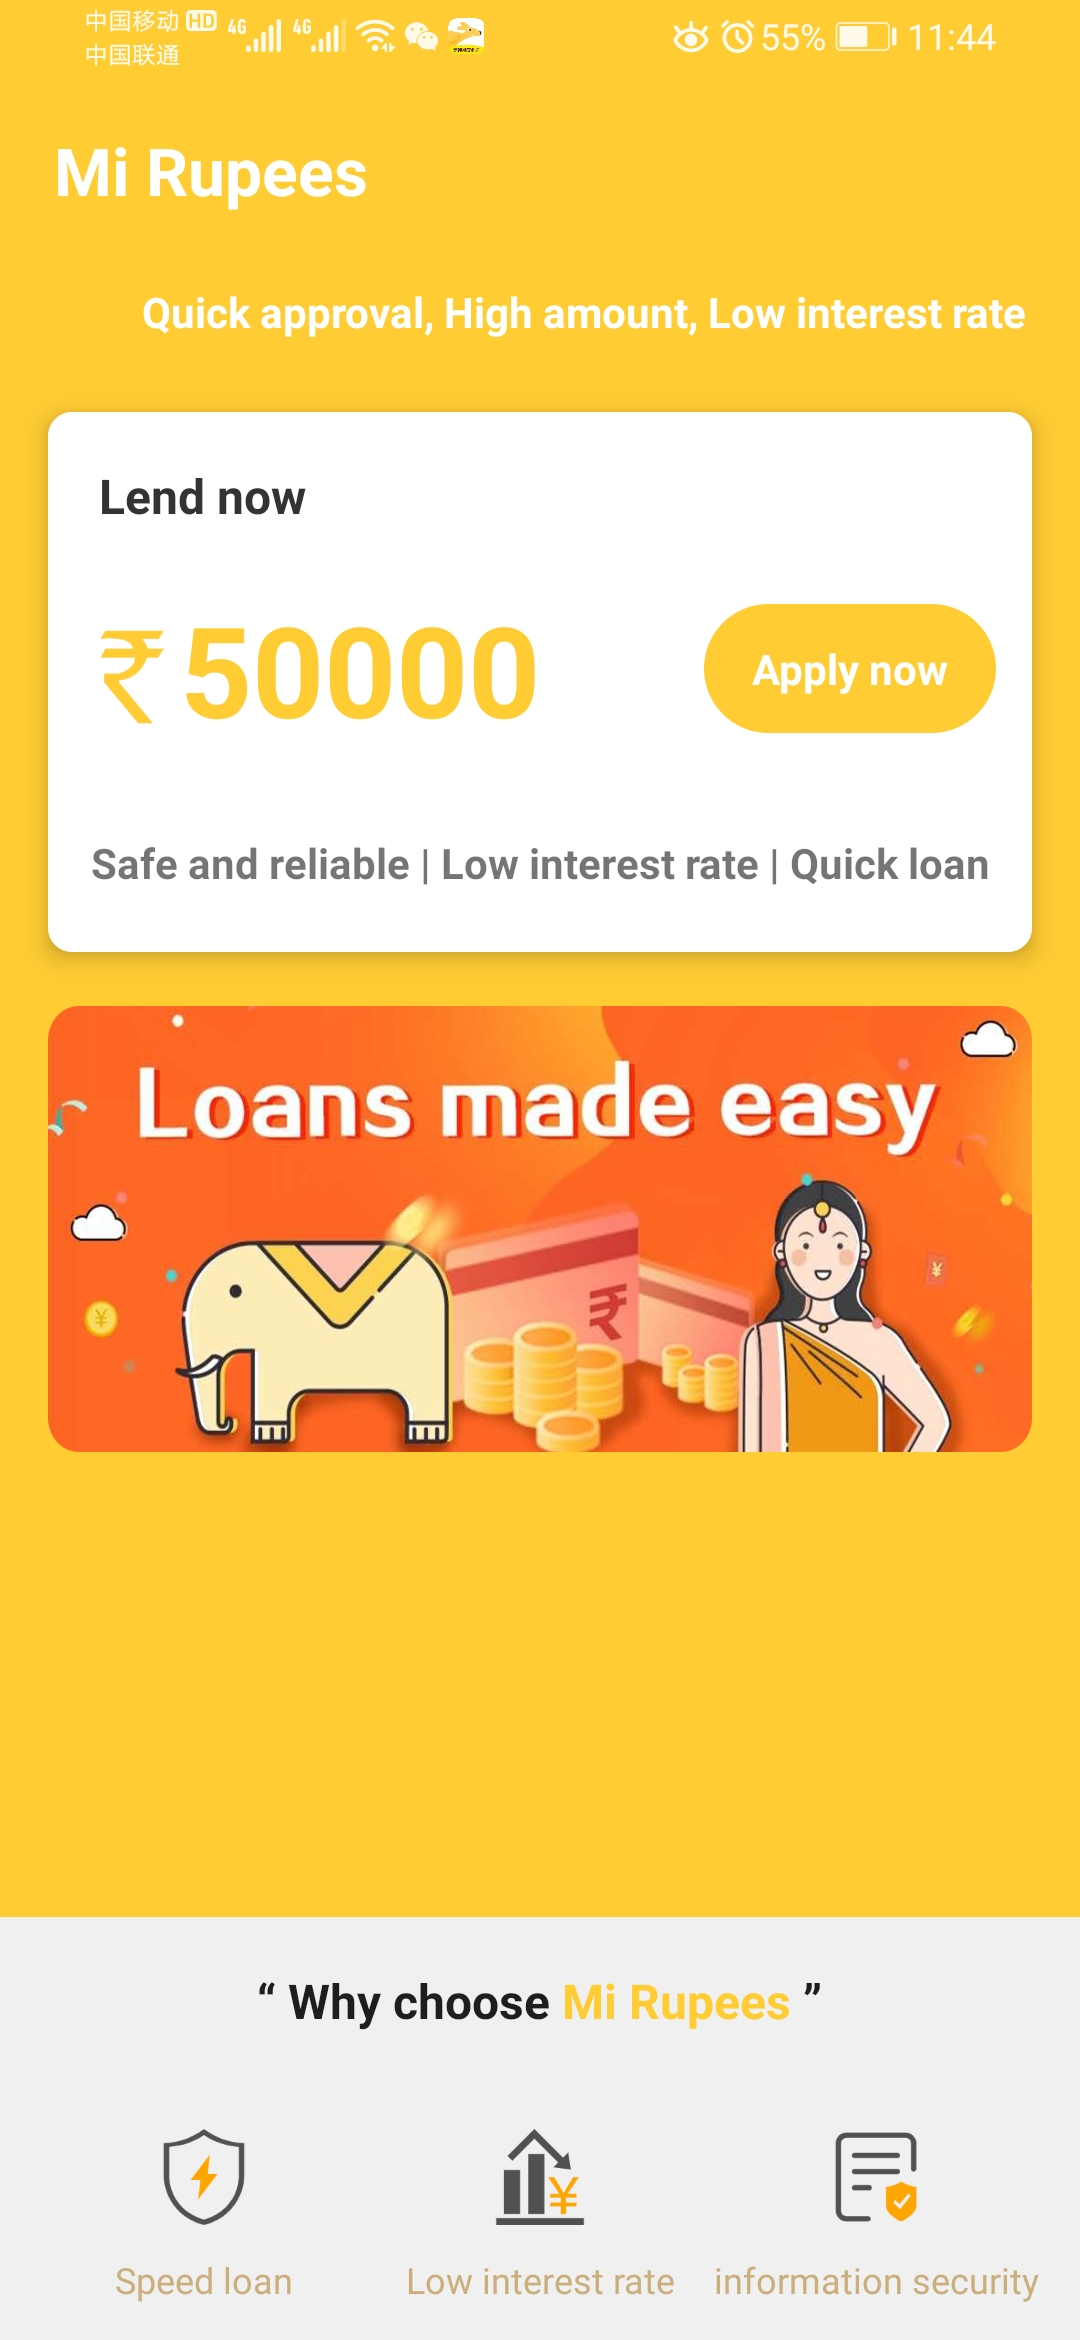 中国移动 HD 4G 4G 55% 11:44
中国联通
Mi Rupees
Quick approval, High amount, Low interest rate
Lend now
₹50000
Apply now
Safe and reliable | Low interest rate | Quick loan
Loans made easy
₹
¥
¥
“ Why choose Mi Rupees ”
¥
Speed loan
Low interest rate
information security